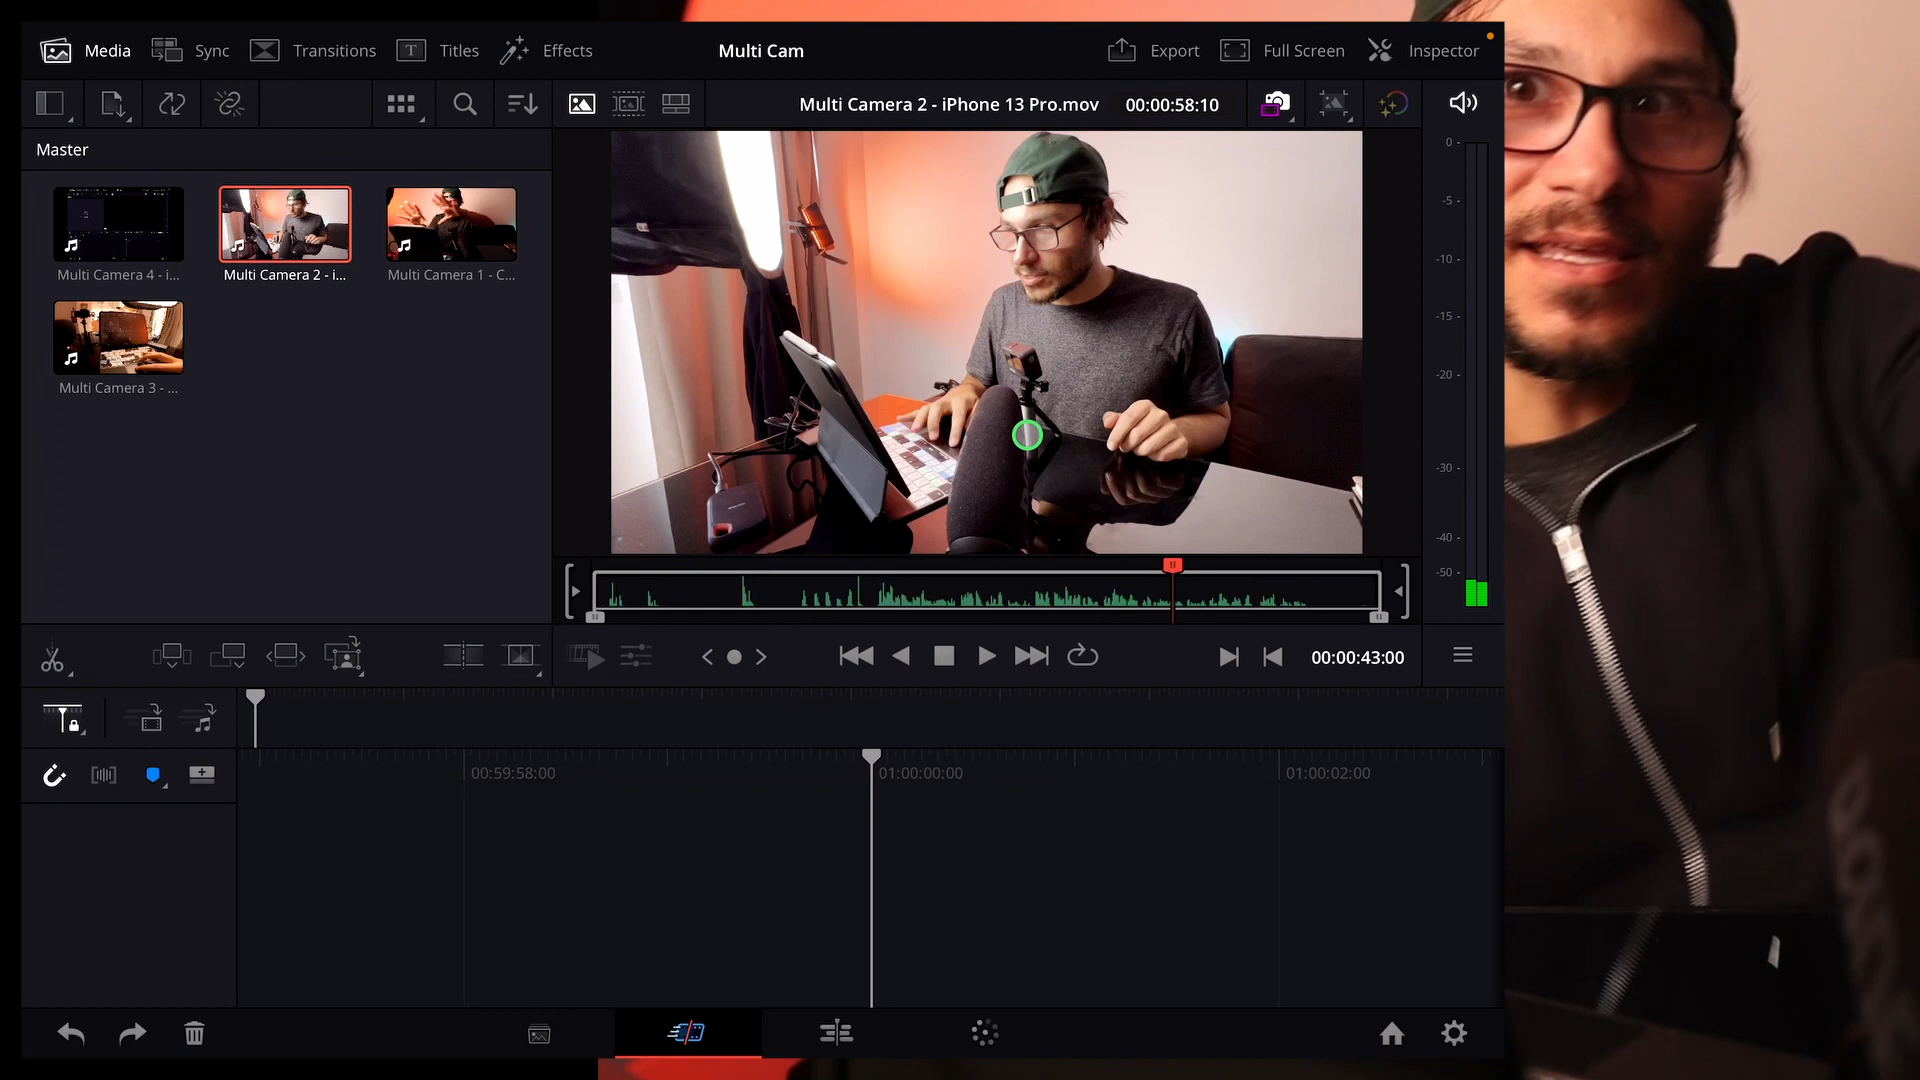 Media Sync Transitions Titles Effects Multi Cam Export Full Screen Inspector
Multi Camera 2 - iPhone 13 Pro.mov 00:00:58:10
Master
Multi Camera 4 - i...
Multi Camera 2 - i...
Multi Camera 1 - C...
Multi Camera 3 - ...
0 -
-5 -
-10 -
-15 -
-20 -
-30 -
-40 -
-50 -
00:00:43:00
00:59:58:00 01:00:00:00 01:00:02:00